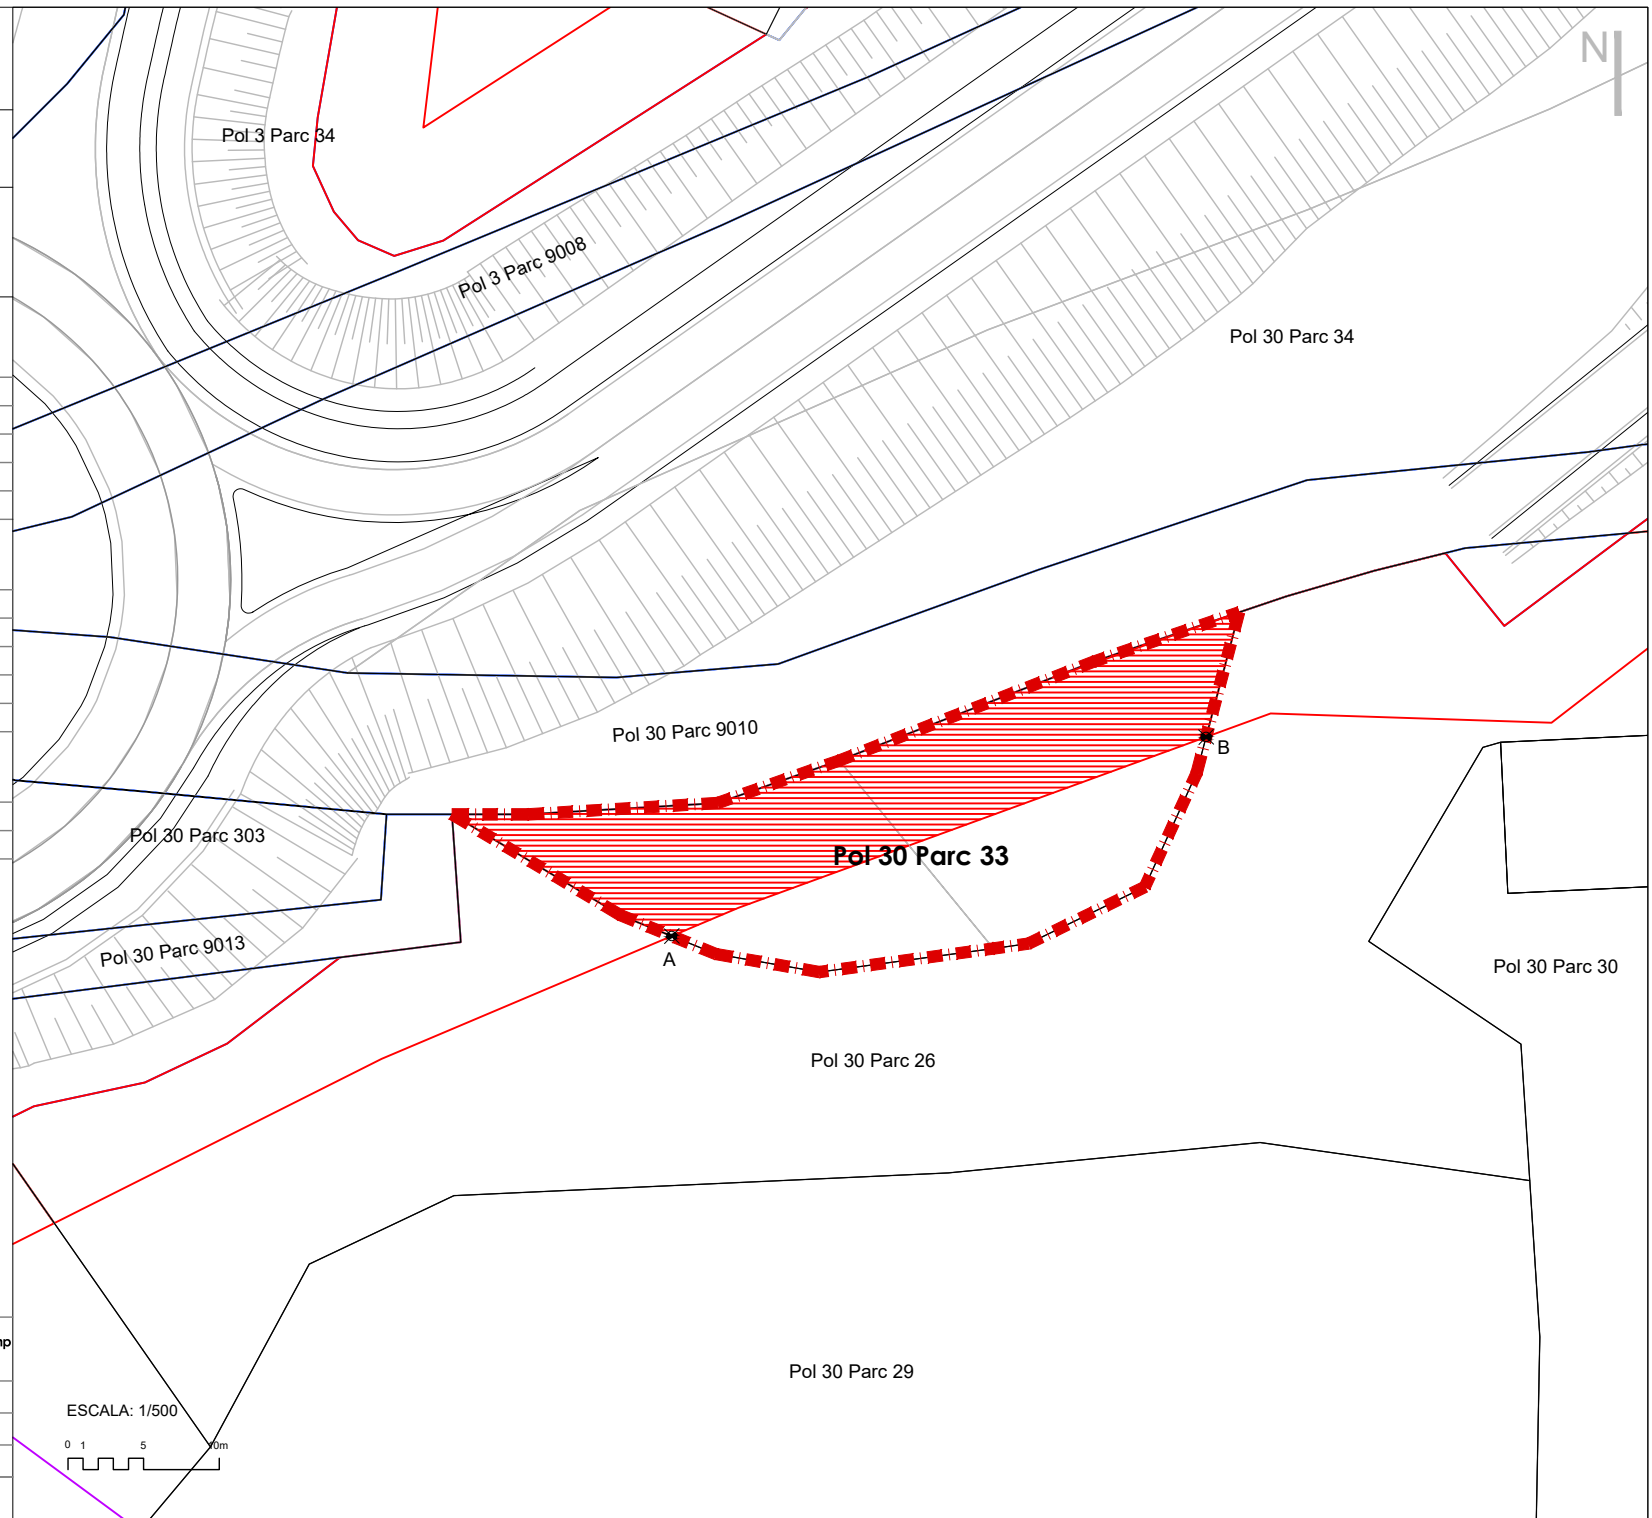 N
Pol 3 Parc 34
Pol 3 Parc 9008
Pol 30 Parc 34
Pol 30 Parc 9010
B
Pol 30 Parc 303
Pol 30 Parc 33
Pol 30 Parc 9013
A
Pol 30 Parc 30
Pol 30 Parc 26
Pol 30 Parc 29
ESCALA: 1/500
0 1 5 10m